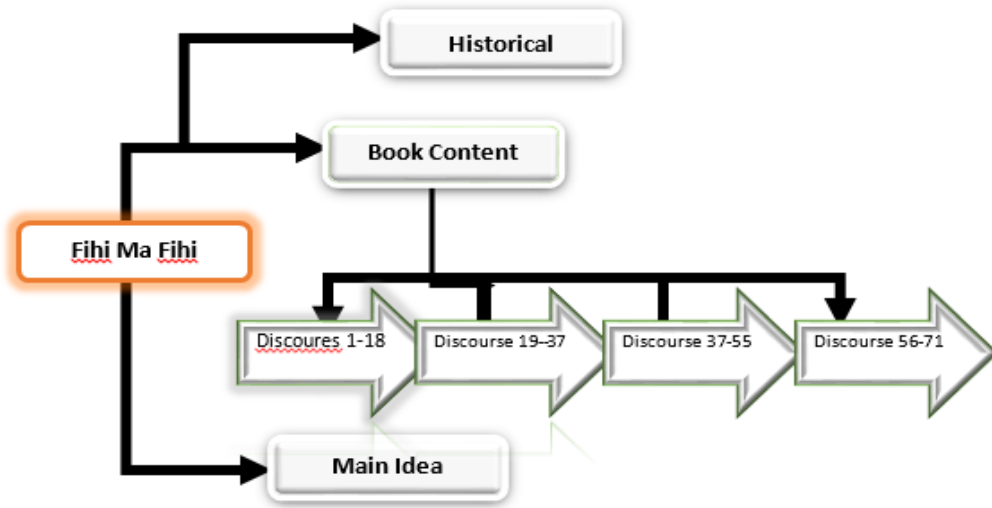 Historical
Book Content
Fihi Ma Fihi
Discoures 1-18
Discourse 19--37
Discourse 37-55
Discourse 56-71
Main Idea